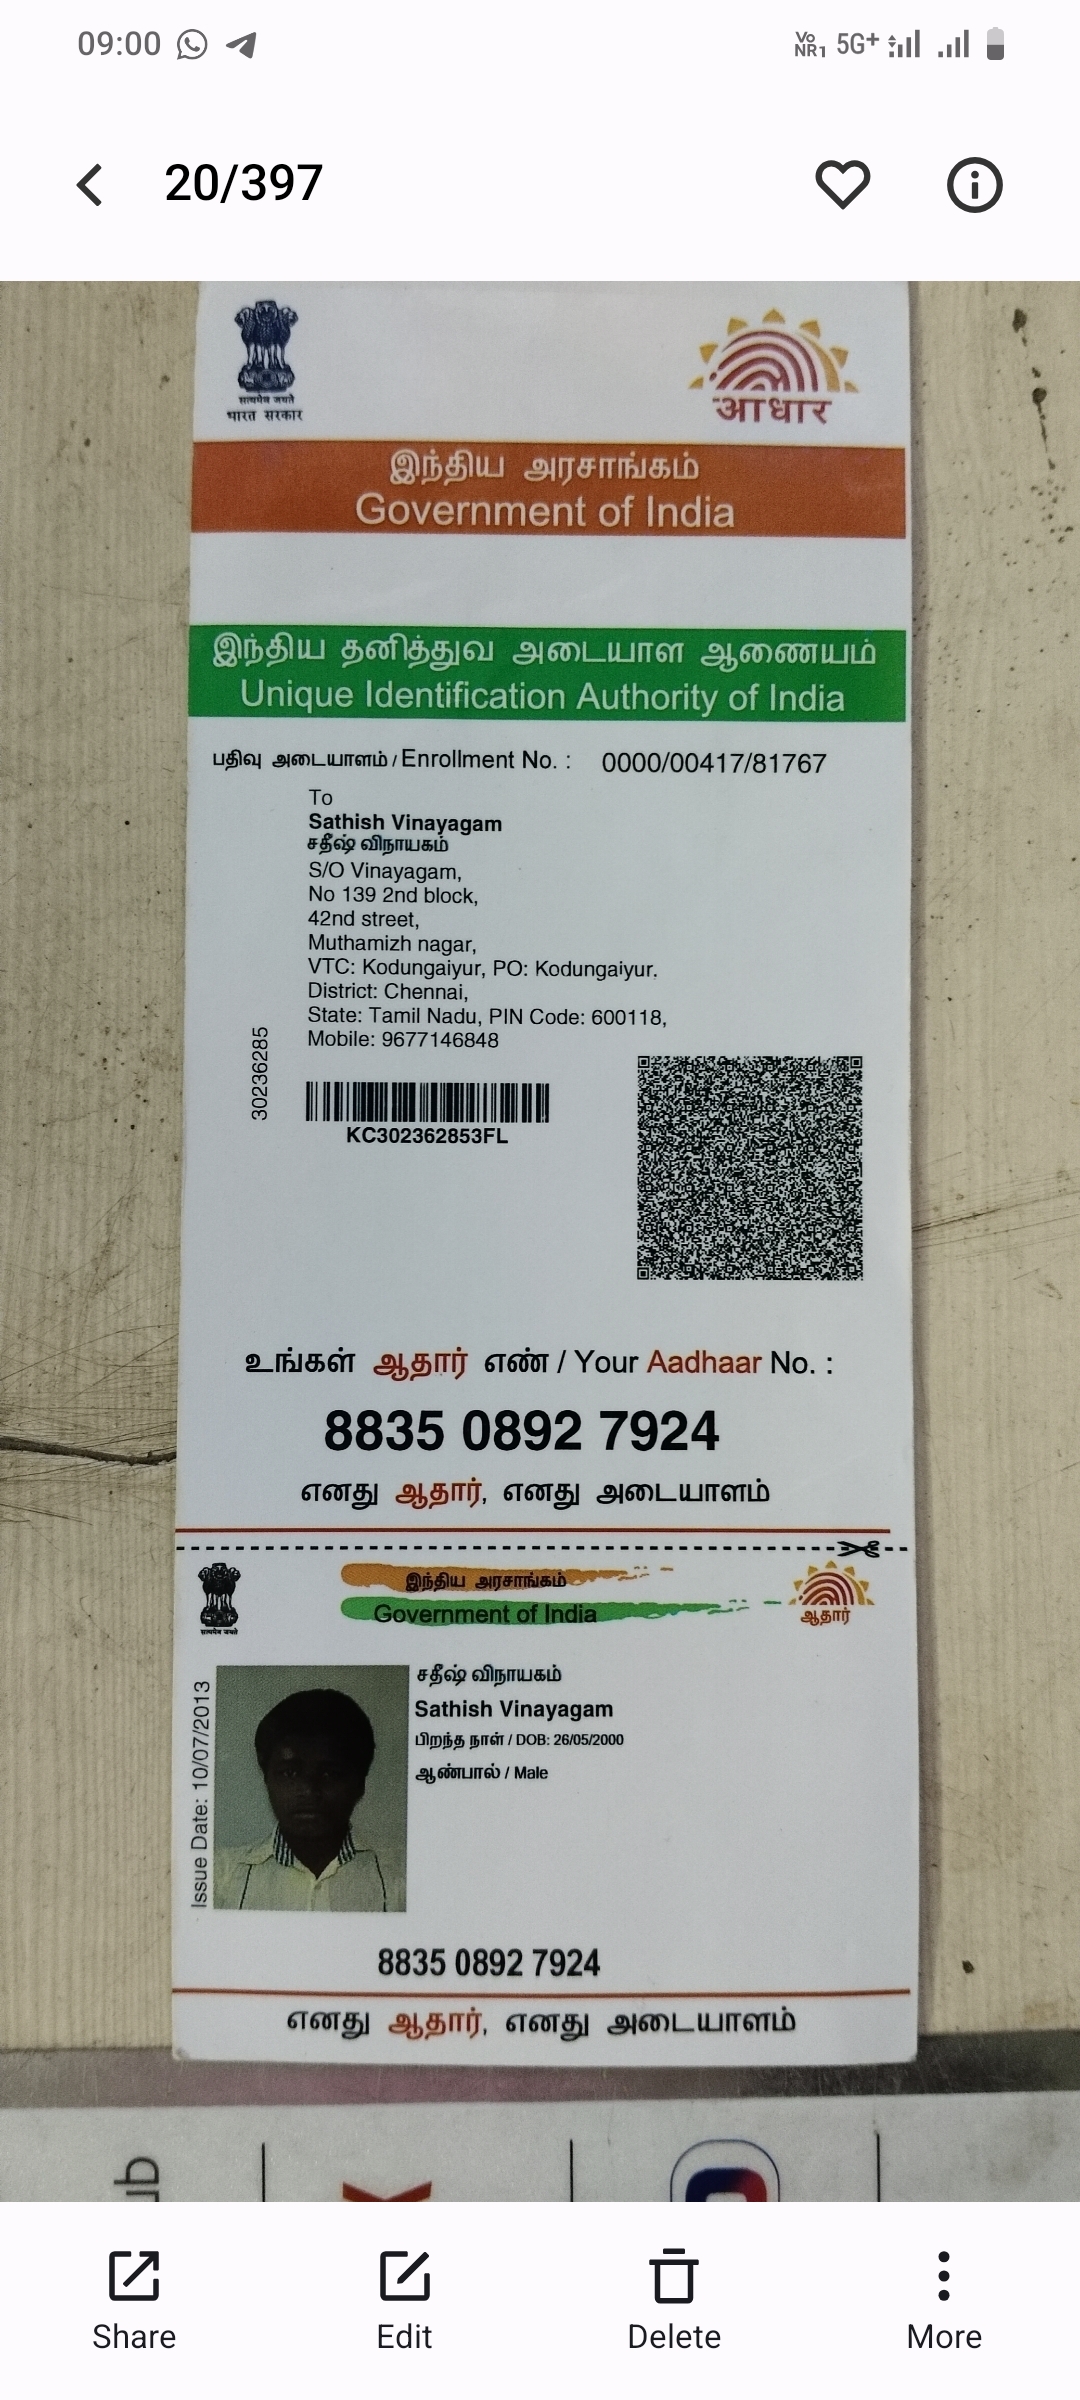 09:00
Vo NR1 5G+
20/397
सत्यमेव जयते
भारत सरकार
आधार
இந்திய அரசாங்கம்
Government of India
இந்திய தனித்துவ அடையாள ஆணையம்
Unique Identification Authority of India
பதிவு அடையாளம் / Enrollment No. : 0000/00417/81767
To
Sathish Vinayagam
சதீஷ் விநாயகம்
S/O Vinayagam,
No 139 2nd block,
42nd street,
Muthamizh nagar,
VTC: Kodungaiyur, PO: Kodungaiyur.
District: Chennai,
State: Tamil Nadu, PIN Code: 600118,
Mobile: 9677146848
30236285
KC302362853FL
உங்கள் ஆதார் எண் / Your Aadhaar No. :
8835 0892 7924
எனது ஆதார், எனது அடையாளம்
இந்திய அரசாங்கம்
Government of India
सत्यमेव जयते
ஆதார்
Issue Date: 10/07/2013
சதீஷ் விநாயகம்
Sathish Vinayagam
பிறந்த நாள் / DOB: 26/05/2000
ஆண்பால் / Male
8835 0892 7924
எனது ஆதார், எனது அடையாளம்
Share Edit Delete More